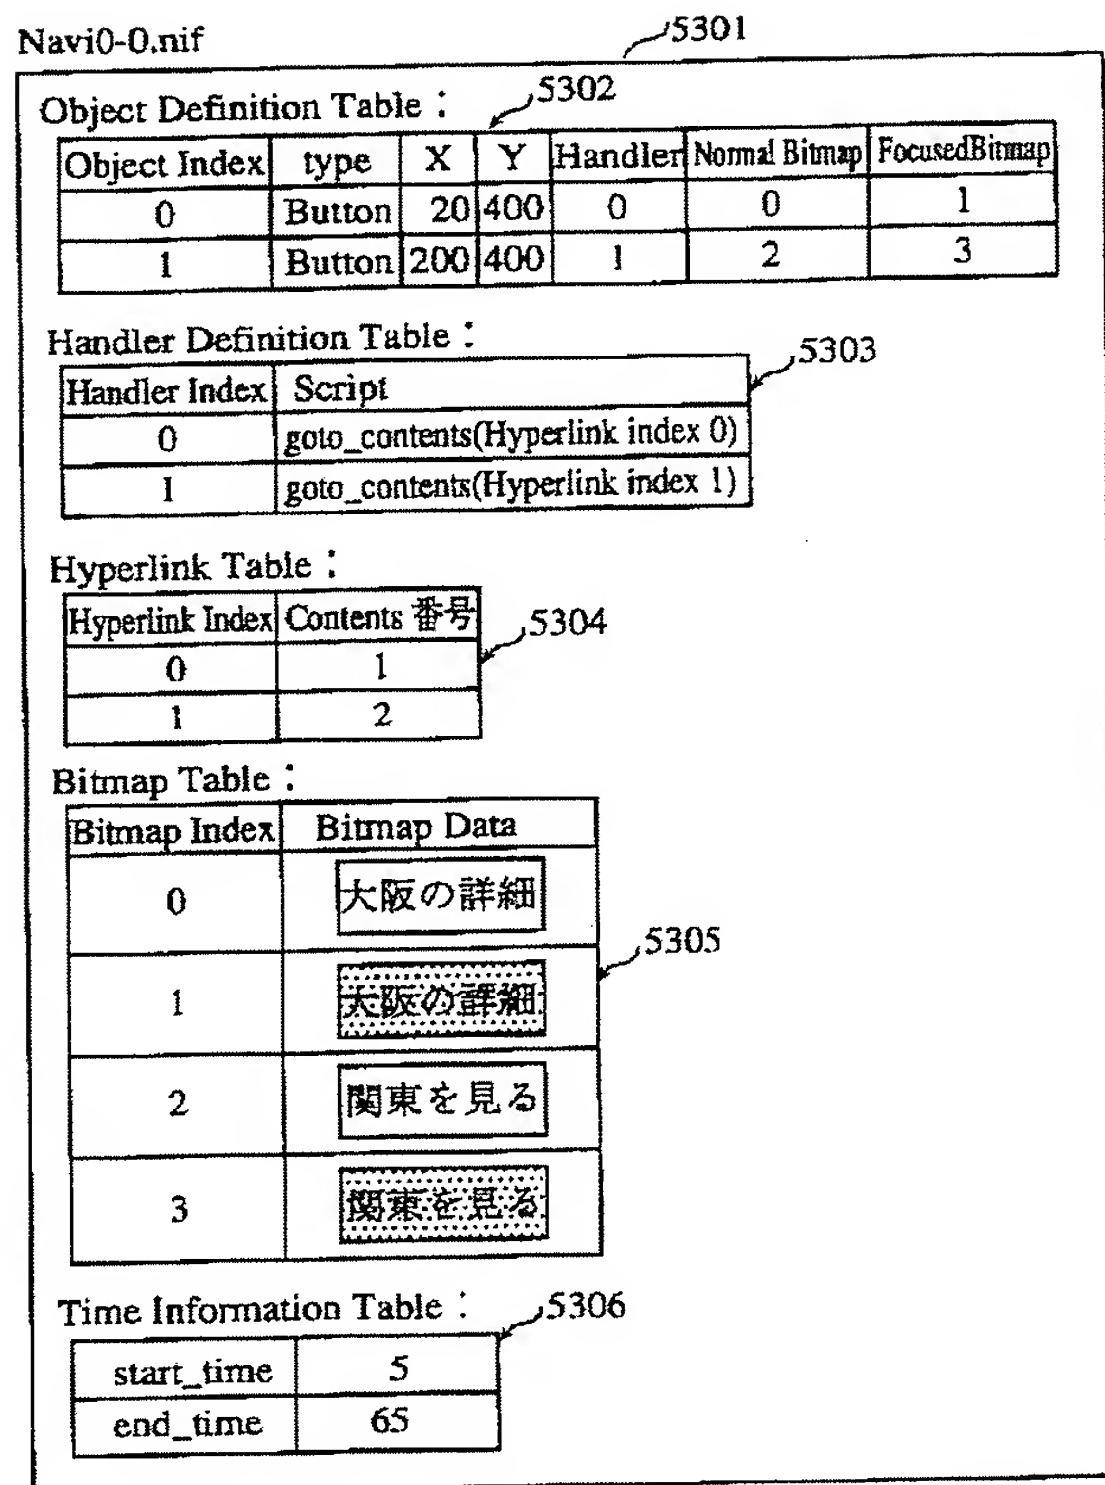 Navi0-0.nif
5301
Object Definition Table :
5302
Object Index type X Y Handler Normal Bitmap FocusedBitmap
0 Button 20 400 0 0 1
1 Button 200 400 1 2 3
Handler Definition Table :
5303
Handler Index Script
0 goto_contents(Hyperlink index 0)
1 goto_contents(Hyperlink index 1)
Hyperlink Table :
Hyperlink Index Contents 番号
5304
0 1
1 2
Bitmap Table :
Bitmap Index Bitmap Data
0 大阪の詳細
5305
1 大阪の詳細
2 関東を見る
3 関東を見る
Time Information Table :
5306
start_time 5
end_time 65